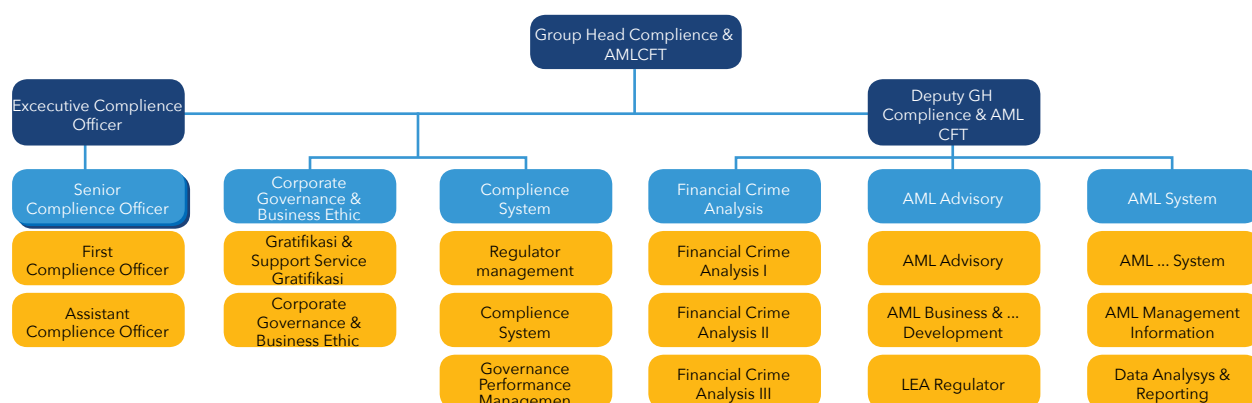 Group Head Complience &
AMLCFT
Excecutive Complience
Officer
Deputy GH
Complience & AML
CFT
Senior
Complience Officer
Corporate
Governance &
Business Ethic
Complience
System
Financial Crime
Analysis
AML Advisory
AML System
First
Complience Officer
Gratifikasi &
Support Service
Gratifikasi
Regulator
management
Financial Crime
Analysis I
AML Advisory
AML ... System
Assistant
Complience Officer
Corporate
Governance &
Business Ethic
Complience
System
Financial Crime
Analysis II
AML Business & ...
Development
AML Management
Information
Governance
Performance
Managemen
Financial Crime
Analysis III
LEA Regulator
Data Analysys &
Reporting